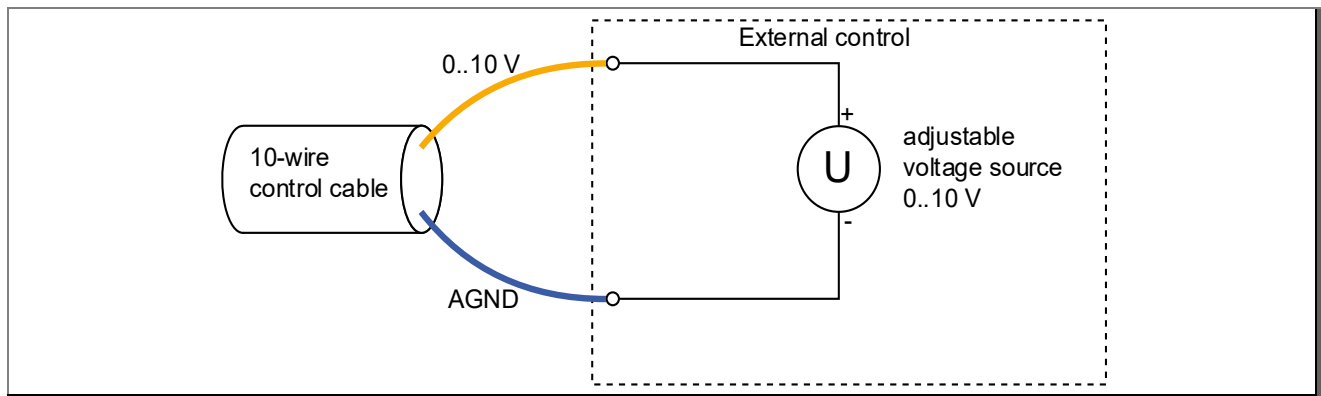 External control
0..10 V
+
10-wire
control cable
U
adjustable
voltage source
0..10 V
-
AGND